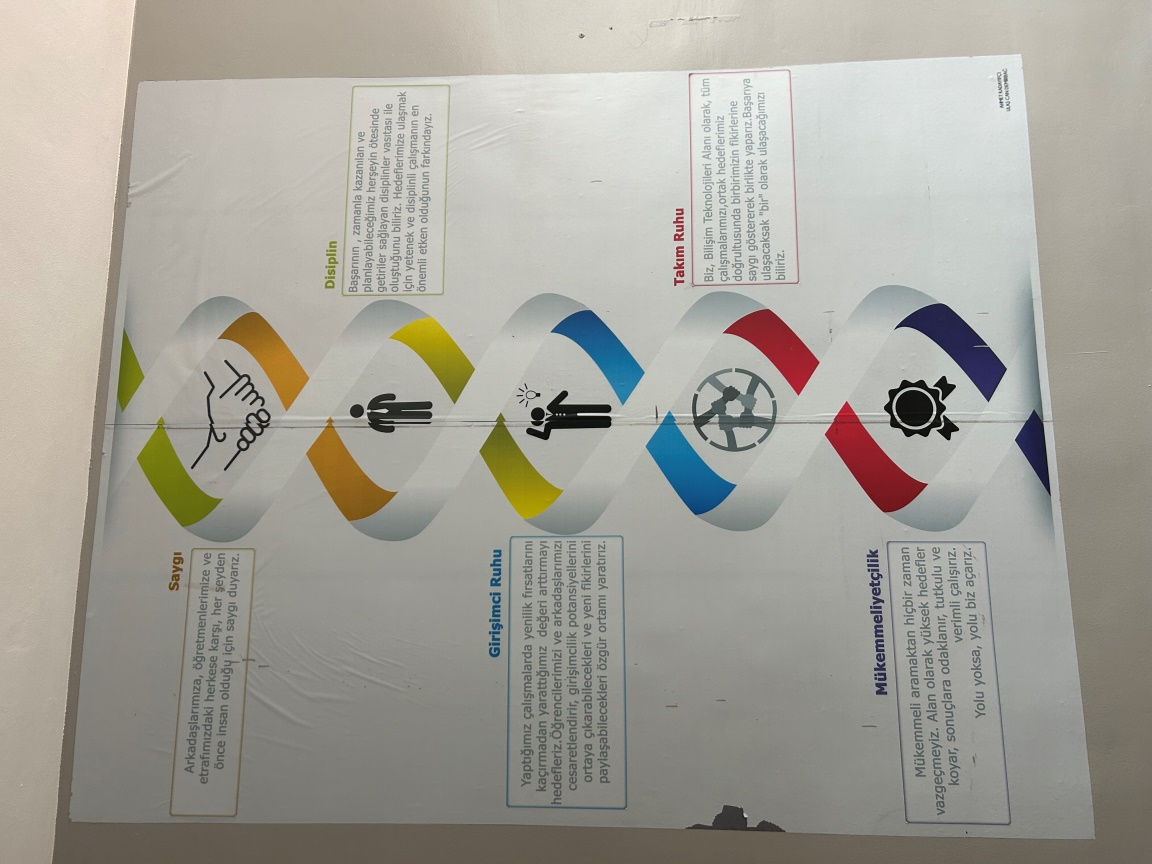 Saygı
Arkadaşlarımıza, öğretmenlerimize ve
etrafımızdaki herkese karşı, her şeyden
önce insan olduğu için saygı duyarız.
Disiplin
Başarının , zamanla kazanılan ve
planlayabileceğimiz herşeyin ötesinde
getiriler sağlayan disiplinler vasıtası ile
oluştuğunu biliriz. Hedeflerimize ulaşmak
için yetenek ve disiplinli çalışmanın en
önemli etken olduğunun farkındayız.
Girişimci Ruhu
Yaptığımız çalışmalarda yenilik fırsatlarını
kaçırmadan yarattığımız değeri arttırmayı
hedefleriz.Öğrencilerimizi ve arkadaşlarımızı
cesaretlendirir, girişimcilik potansiyellerini
ortaya çıkarabilecekleri ve yeni fikirlerini
paylaşabilecekleri özgür ortamı yaratırız.
Takım Ruhu
Biz, Bilişim Teknolojileri Alanı olarak, tüm
çalışmalarımızı,ortak hedeflerimiz
doğrultusunda birbirimizin fikirlerine
saygı göstererek birlikte yaparız.Başarıya
ulaşacaksak "bir" olarak ulaşacağımızı
biliriz.
Mükemmeliyetçilik
Mükemmeli aramaktan hiçbir zaman
vazgeçmeyiz. Alan olarak yüksek hedefler
koyar, sonuçlara odaklanır, tutkulu ve
verimli çalışırız.
Yolu yoksa, yolu biz açarız.